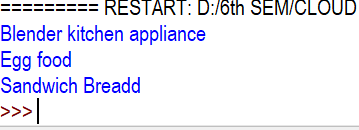 ========= RESTART: D:/6th SEM/CLOUD
Blender kitchen appliance
Egg food
Sandwich Breadd
>>>